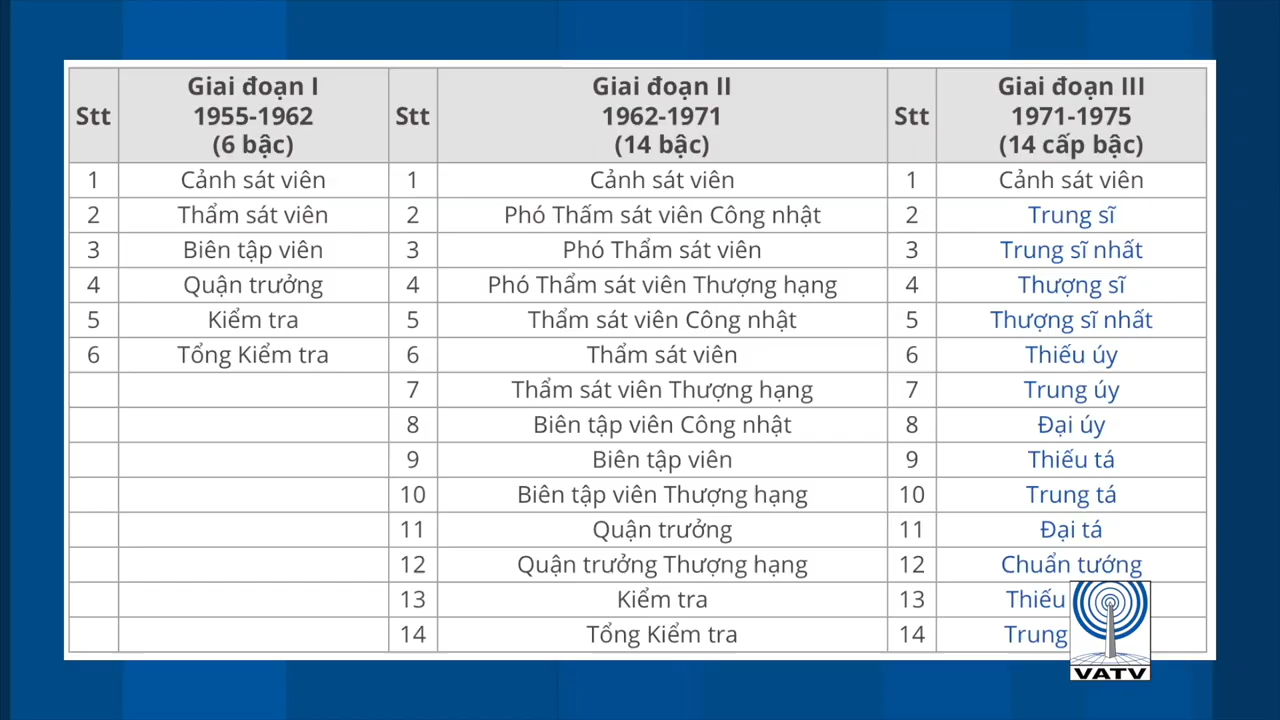 Stt Giai đoạn I 1955-1962 (6 bậc) Stt Giai đoạn II 1962-1971 (14 bậc) Stt Giai đoạn III 1971-1975 (14 cấp bậc)
1 Cảnh sát viên 1 Cảnh sát viên 1 Cảnh sát viên
2 Thẩm sát viên 2 Phó Thấm sát viên Công nhật 2 Trung sĩ
3 Biên tập viên 3 Phó Thẩm sát viên 3 Trung sĩ nhất
4 Quận trưởng 4 Phó Thẩm sát viên Thượng hạng 4 Thượng sĩ
5 Kiểm tra 5 Thẩm sát viên Công nhật 5 Thượng sĩ nhất
6 Tổng Kiểm tra 6 Thẩm sát viên 6 Thiếu úy
7 Thẩm sát viên Thượng hạng 7 Trung úy
8 Biên tập viên Công nhật 8 Đại úy
9 Biên tập viên 9 Thiếu tá
10 Biên tập viên Thượng hạng 10 Trung tá
11 Quận trưởng 11 Đại tá
12 Quận trưởng Thượng hạng 12 Chuẩn tướng
13 Kiểm tra 13 Thiếu
14 Tổng Kiểm tra 14 Trung
VATV